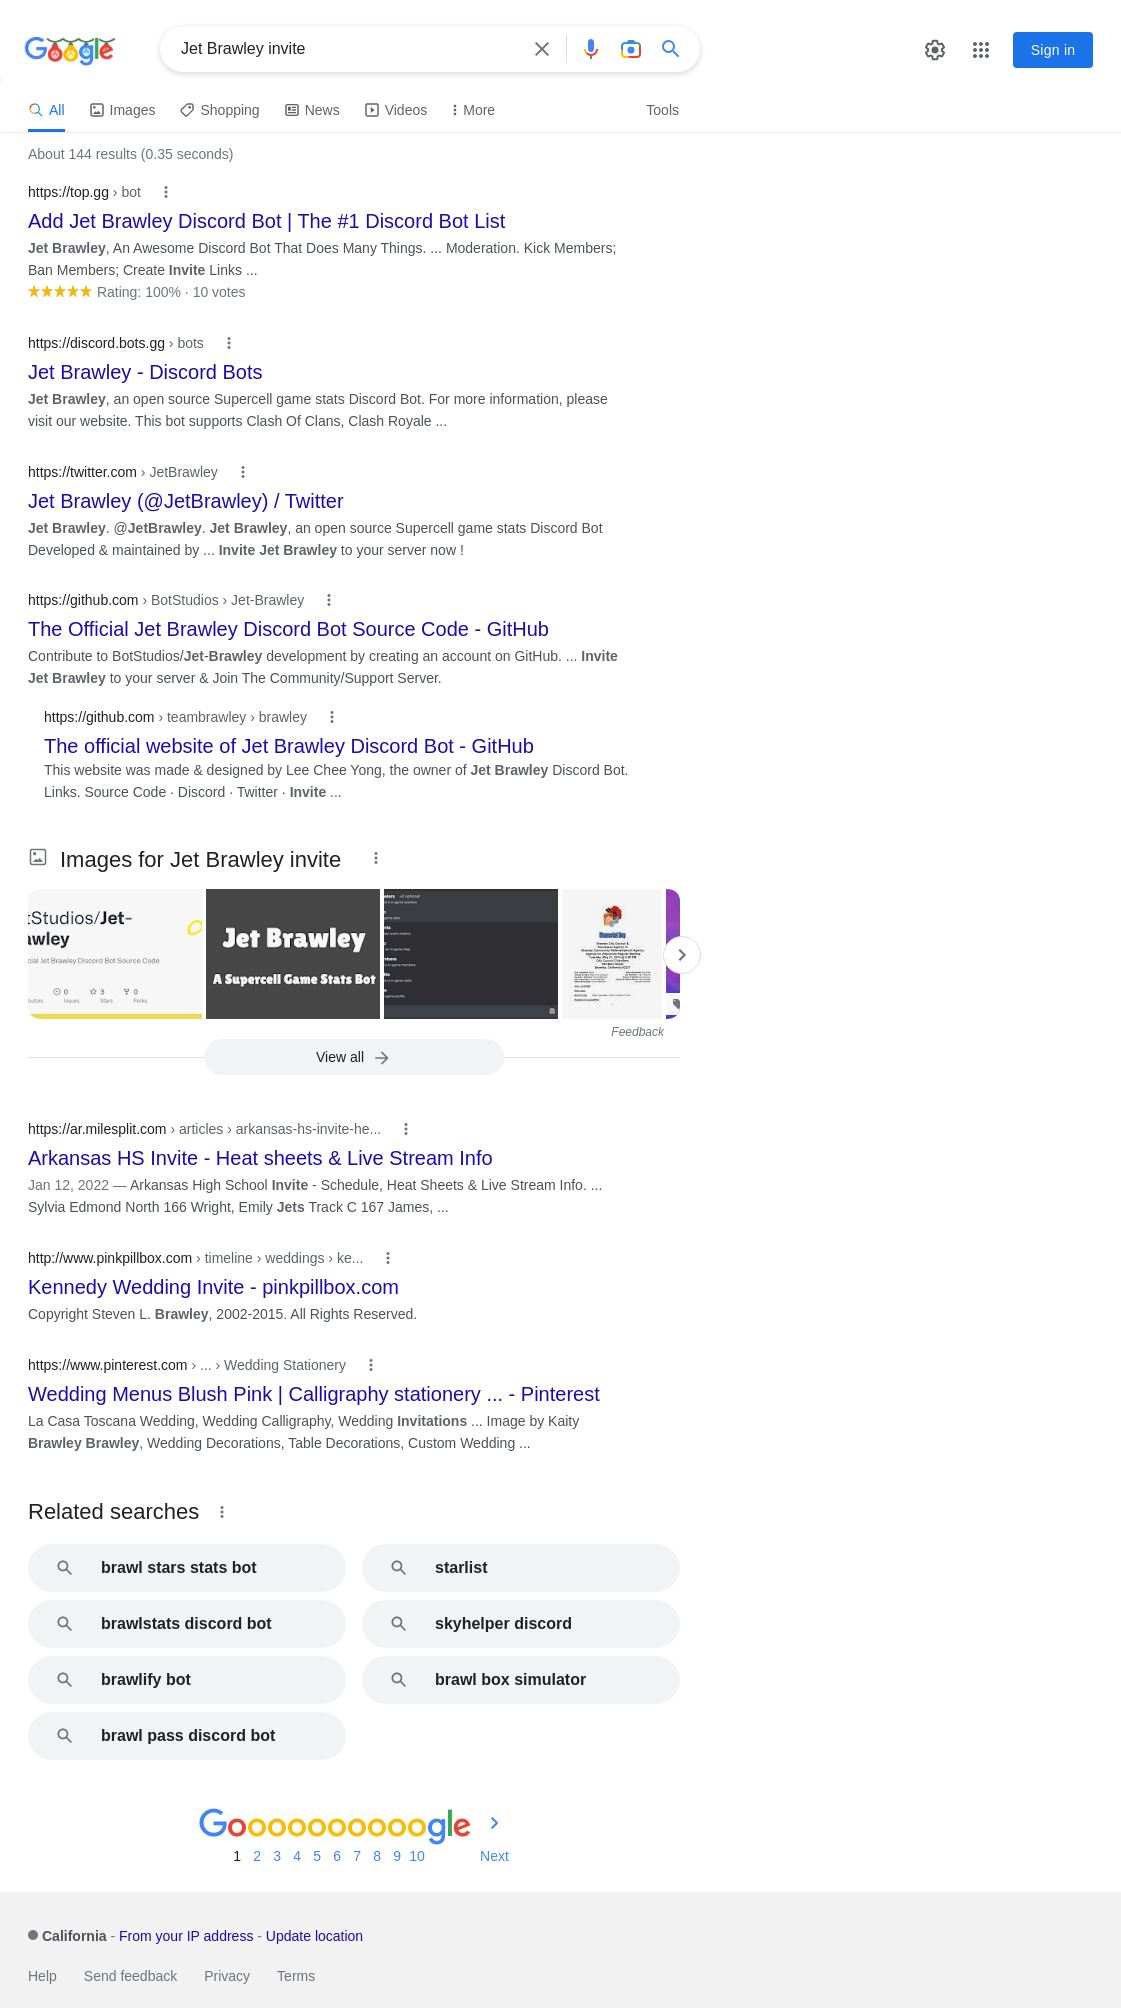 Google
Jet Brawley invite
Sign in
All
Images
Shopping
News
Videos
More
Tools
About 144 results (0.35 seconds)
https://top.gg › bot
Add Jet Brawley Discord Bot | The #1 Discord Bot List
Jet Brawley, An Awesome Discord Bot That Does Many Things. ... Moderation. Kick Members;
Ban Members; Create Invite Links ...
Rating: 100% · 10 votes
https://discord.bots.gg › bots
Jet Brawley - Discord Bots
Jet Brawley, an open source Supercell game stats Discord Bot. For more information, please
visit our website. This bot supports Clash Of Clans, Clash Royale ...
https://twitter.com › JetBrawley
Jet Brawley (@JetBrawley) / Twitter
Jet Brawley. @JetBrawley. Jet Brawley, an open source Supercell game stats Discord Bot
Developed & maintained by ... Invite Jet Brawley to your server now !
https://github.com › BotStudios › Jet-Brawley
The Official Jet Brawley Discord Bot Source Code - GitHub
Contribute to BotStudios/Jet-Brawley development by creating an account on GitHub. ... Invite
Jet Brawley to your server & Join The Community/Support Server.
https://github.com › teambrawley › brawley
The official website of Jet Brawley Discord Bot - GitHub
This website was made & designed by Lee Chee Yong, the owner of Jet Brawley Discord Bot.
Links. Source Code · Discord · Twitter · Invite ...
Images for Jet Brawley invite
tStudios/Jet-
awley
cial Jet Brawley Discord Bot Source Code
0 3 0
Issues Stars Forks
Jet Brawley
A Supercell Game Stats Bot
Memorial Day
Feedback
View all
https://ar.milesplit.com › articles › arkansas-hs-invite-he...
Arkansas HS Invite - Heat sheets & Live Stream Info
Jan 12, 2022 — Arkansas High School Invite - Schedule, Heat Sheets & Live Stream Info. ...
Sylvia Edmond North 166 Wright, Emily Jets Track C 167 James, ...
http://www.pinkpillbox.com › timeline › weddings › ke...
Kennedy Wedding Invite - pinkpillbox.com
Copyright Steven L. Brawley, 2002-2015. All Rights Reserved.
https://www.pinterest.com › ... › Wedding Stationery
Wedding Menus Blush Pink | Calligraphy stationery ... - Pinterest
La Casa Toscana Wedding, Wedding Calligraphy, Wedding Invitations ... Image by Kaity
Brawley Brawley, Wedding Decorations, Table Decorations, Custom Wedding ...
Related searches
brawl stars stats bot
starlist
brawlstats discord bot
skyhelper discord
brawlify bot
brawl box simulator
brawl pass discord bot
Goooooooooogle
1 2 3 4 5 6 7 8 9 10 Next
California - From your IP address - Update location
Help Send feedback Privacy Terms